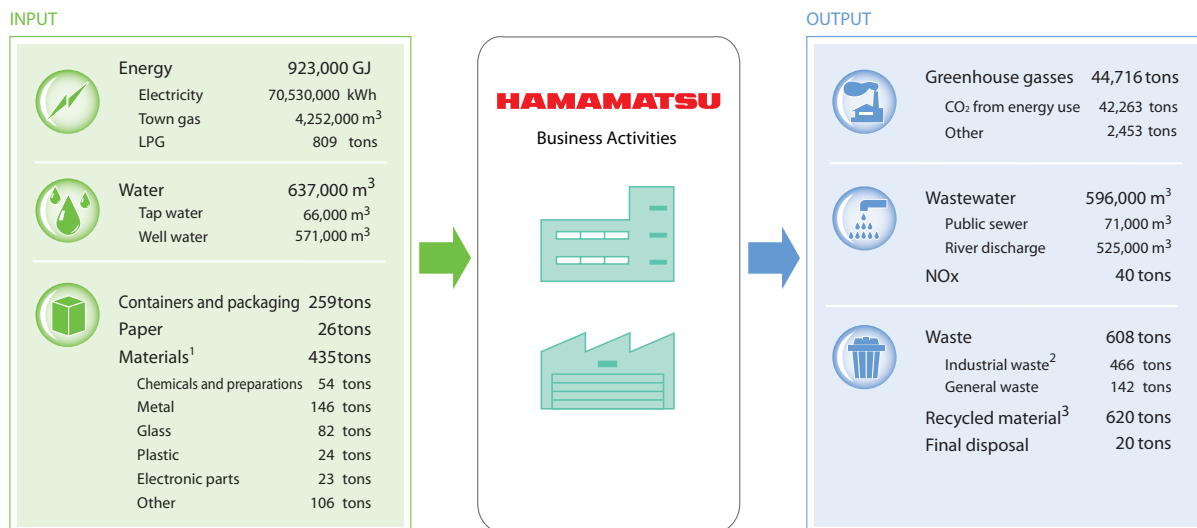 INPUT
Energy 923,000 GJ
Electricity 70,530,000 kWh
Town gas 4,252,000 m³
LPG 809 tons
Water 637,000 m³
Tap water 66,000 m³
Well water 571,000 m³
Containers and packaging 259tons
Paper 26tons
Materials¹ 435tons
Chemicals and preparations 54 tons
Metal 146 tons
Glass 82 tons
Plastic 24 tons
Electronic parts 23 tons
Other 106 tons
HAMAMATSU
Business Activities
OUTPUT
Greenhouse gasses 44,716 tons
CO₂ from energy use 42,263 tons
Other 2,453 tons
Wastewater 596,000 m³
Public sewer 71,000 m³
River discharge 525,000 m³
NOx 40 tons
Waste 608 tons
Industrial waste² 466 tons
General waste 142 tons
Recycled material³ 620 tons
Final disposal 20 tons